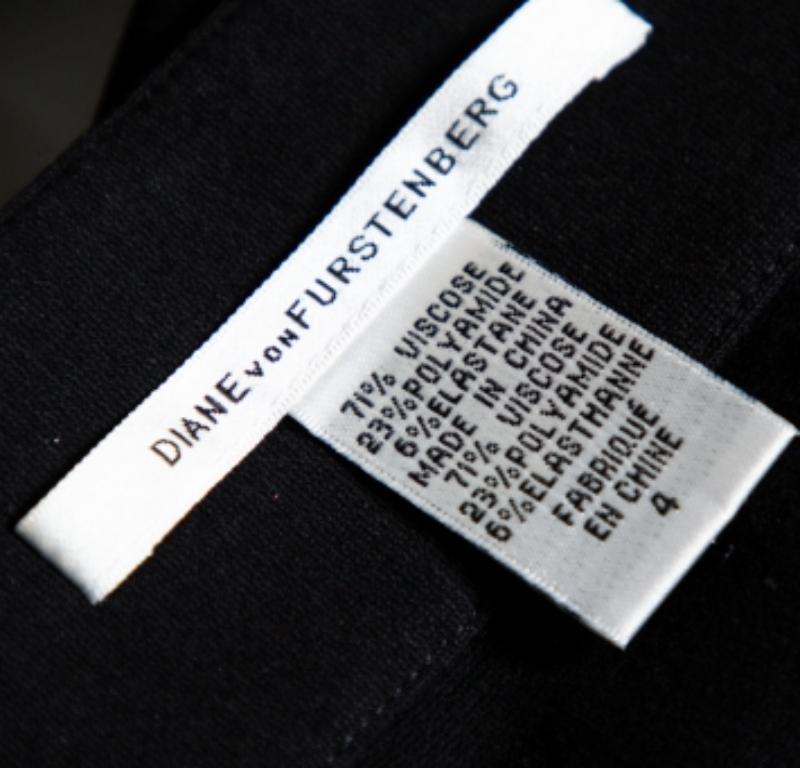 DIANE VON FURSTENBERG
71% VISCOSE
23%POLYAMIDE
6%ELASTANE
MADE IN CHINA
71% VISCOSE
23%POLYAMIDE
6%ELASTHANNE
FABRIQUÉ
EN CHINE
4